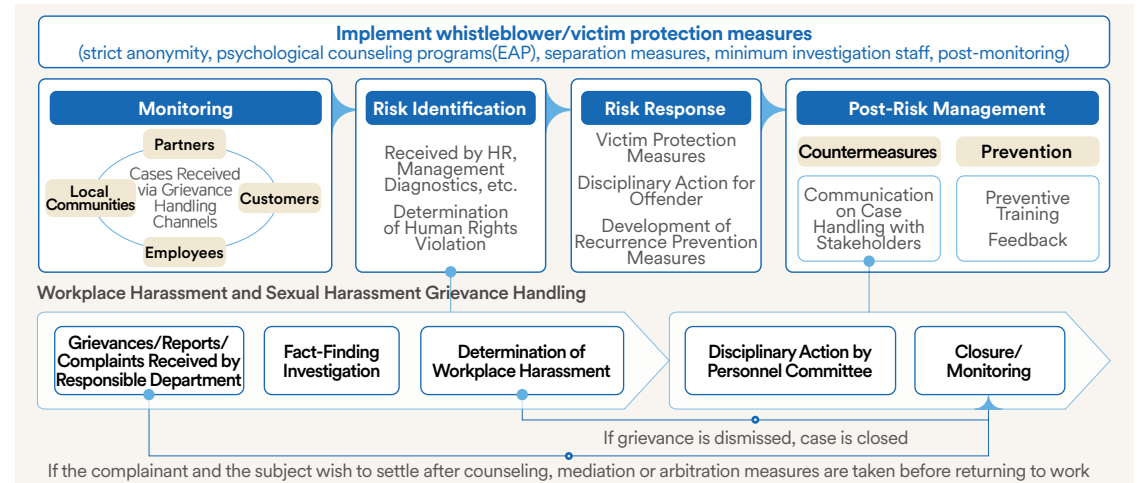 Implement whistleblower/victim protection measures
(strict anonymity, psychological counseling programs(EAP), separation measures, minimum investigation staff, post-monitoring)
Monitoring
Partners
Local
Communities
Cases Received
via Grievance
Handling
Channels
Customers
Employees
Risk Identification
Received by HR,
Management
Diagnostics, etc.
Determination
of Human Rights
Violation
Risk Response
Victim Protection
Measures
Disciplinary Action for
Offender
Development of
Recurrence Prevention
Measures
Post-Risk Management
Countermeasures
Communication
on Case
Handling with
Stakeholders
Prevention
Preventive
Training
Feedback
Workplace Harassment and Sexual Harassment Grievance Handling
Grievances/Reports/
Complaints Received by
Responsible Department
Fact-Finding
Investigation
Determination of
Workplace Harassment
Disciplinary Action by
Personnel Committee
Closure/
Monitoring
If grievance is dismissed, case is closed
If the complainant and the subject wish to settle after counseling, mediation or arbitration measures are taken before returning to work